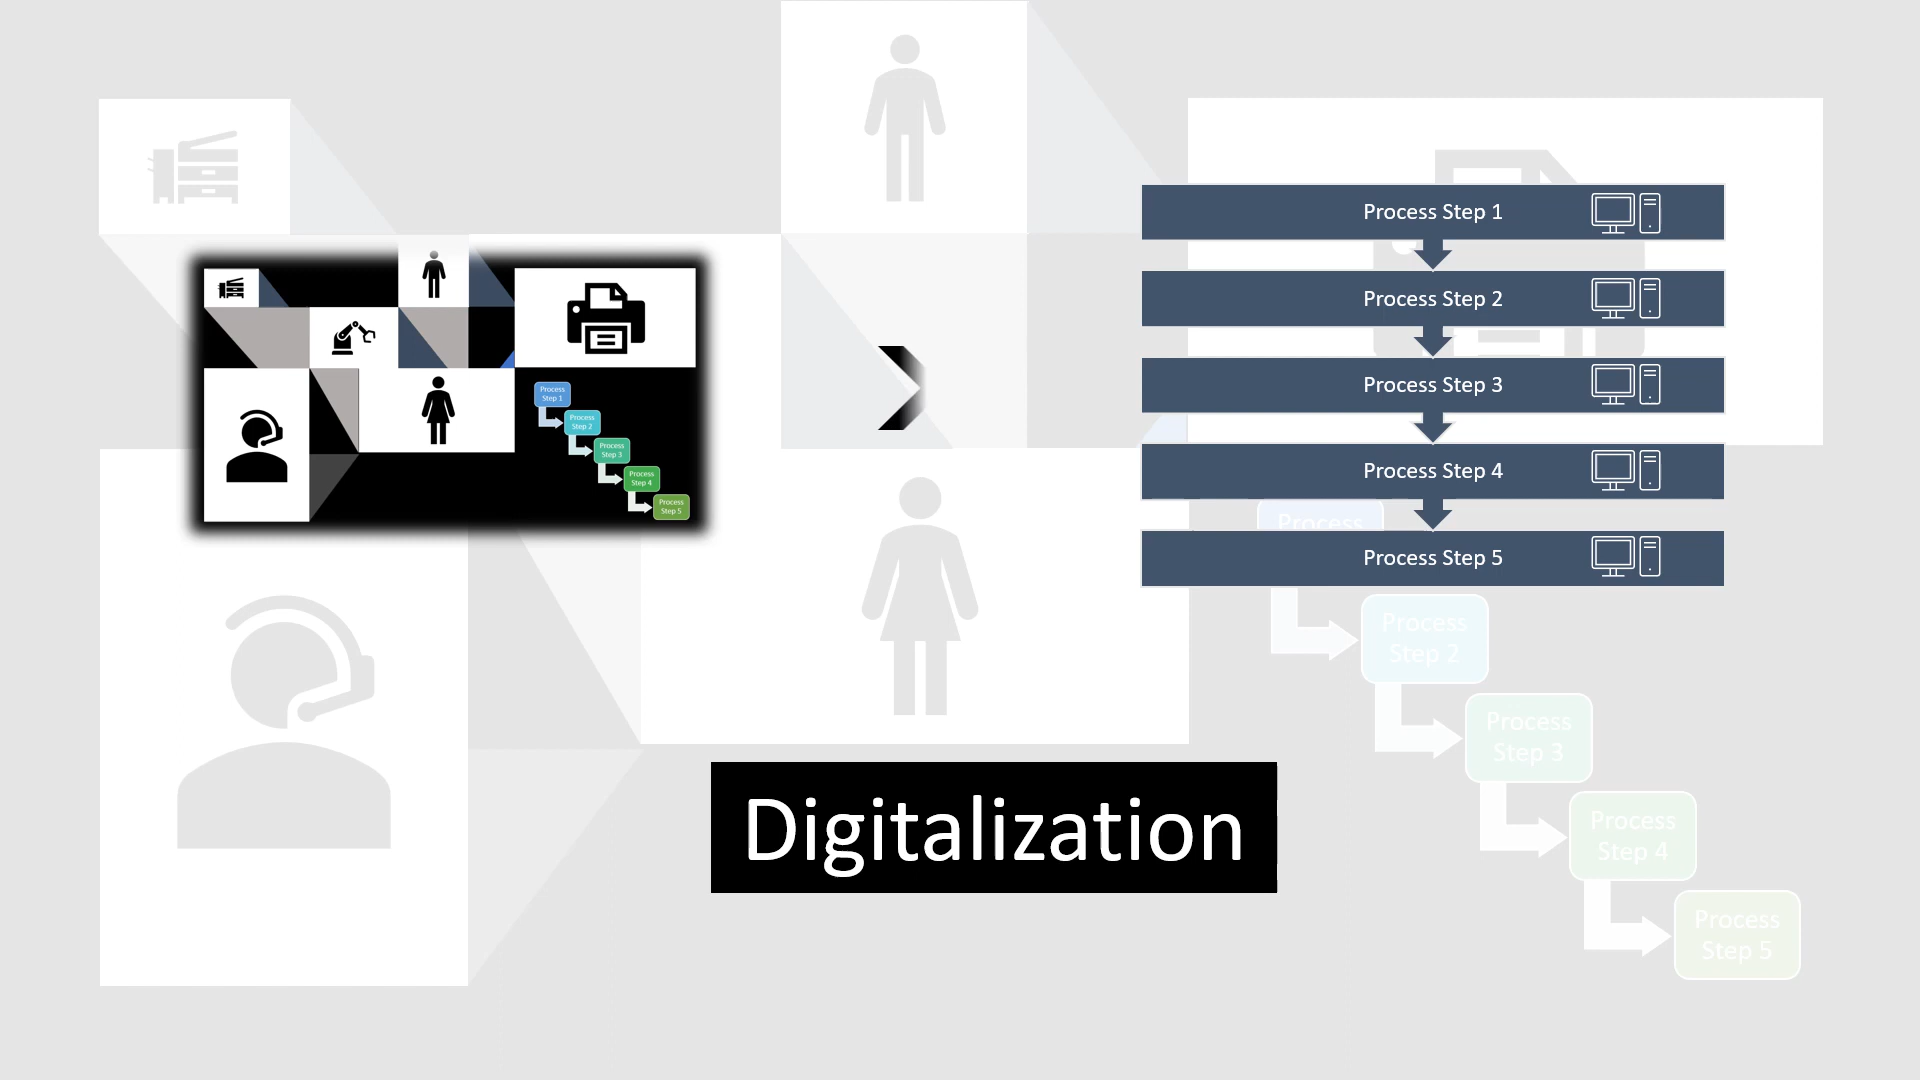 Process
Step 1
Process
Step 2
Process
Step 3
Process
Step 4
Process
Step 5
Process Step 1
Process Step 2
Process Step 3
Process Step 4
Process Step 5
Process
Process
Step 2
Process
Step 3
Process
Step 4
Process
Step 5
Digitalization